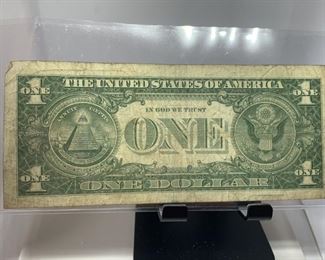 THE UNITED STATES OF AMERICA
1 1
ONE ONE
IN GOD WE TRUST
ONE
1 1
ONE ONE
ONE DOLLAR